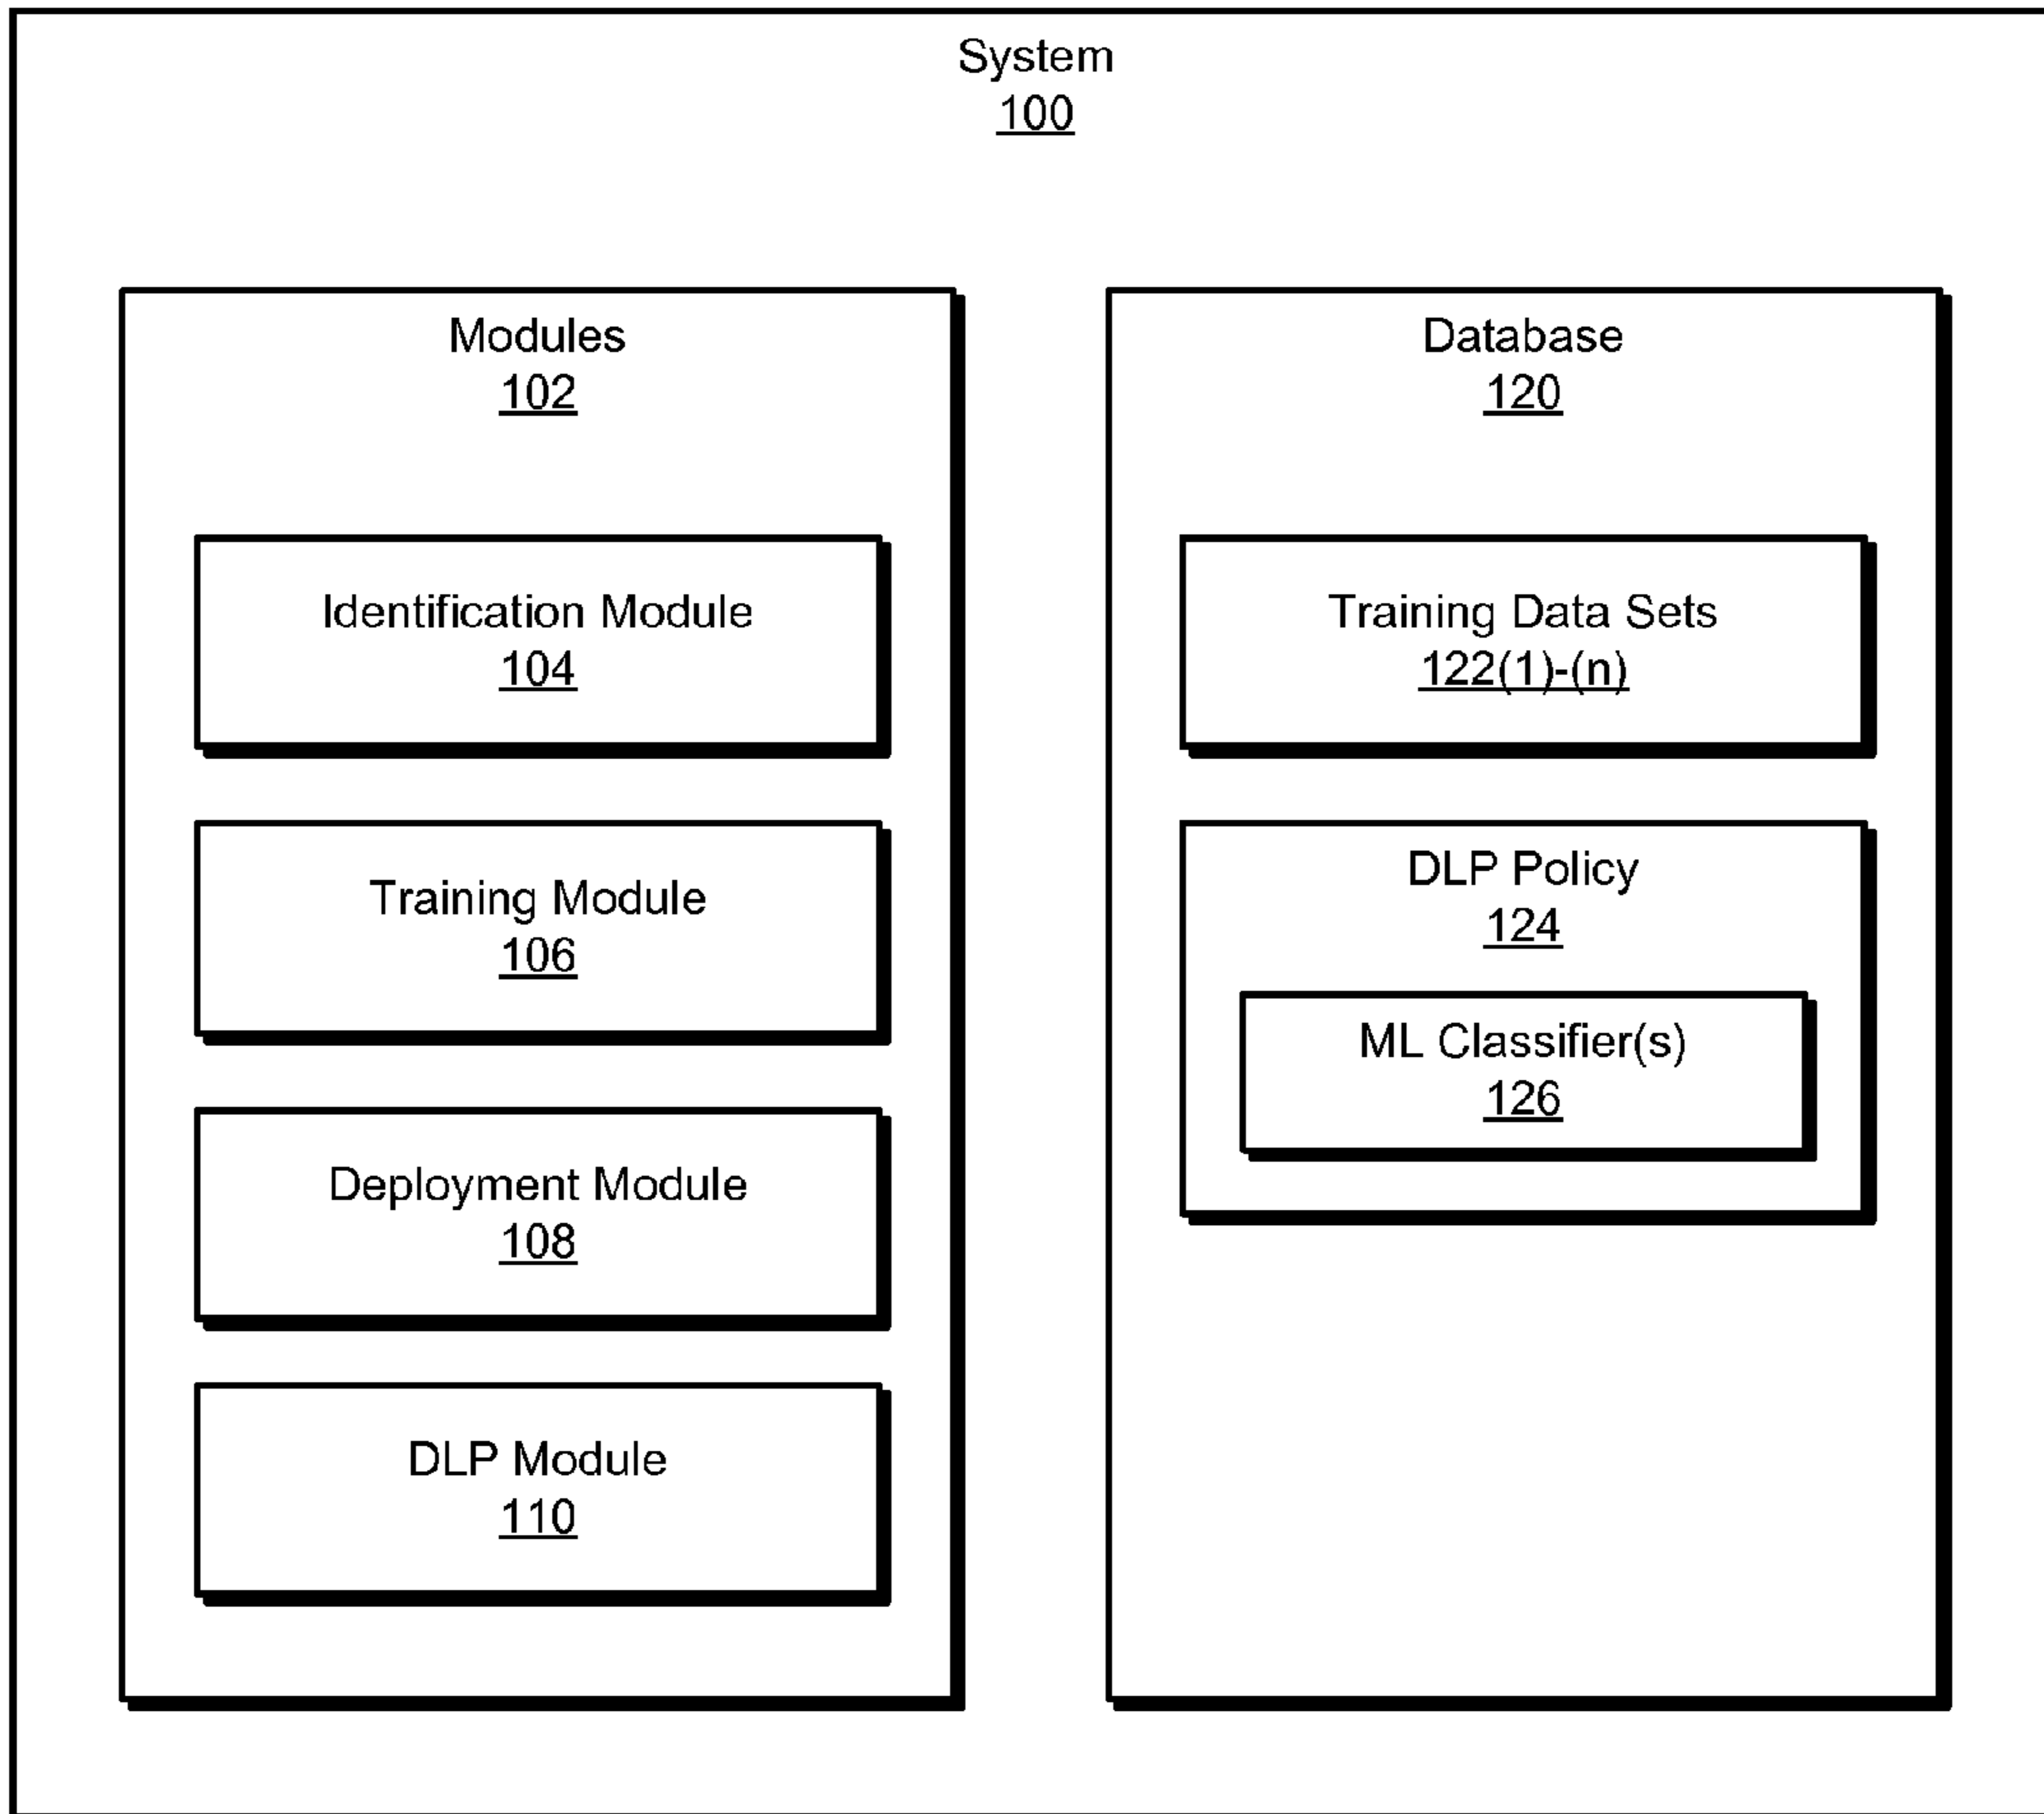 System
100
Modules
102
Identification Module
104
Training Module
106
Deployment Module
108
DLP Module
110
Database
120
Training Data Sets
122(1)-(n)
DLP Policy
124
ML Classifier(s)
126